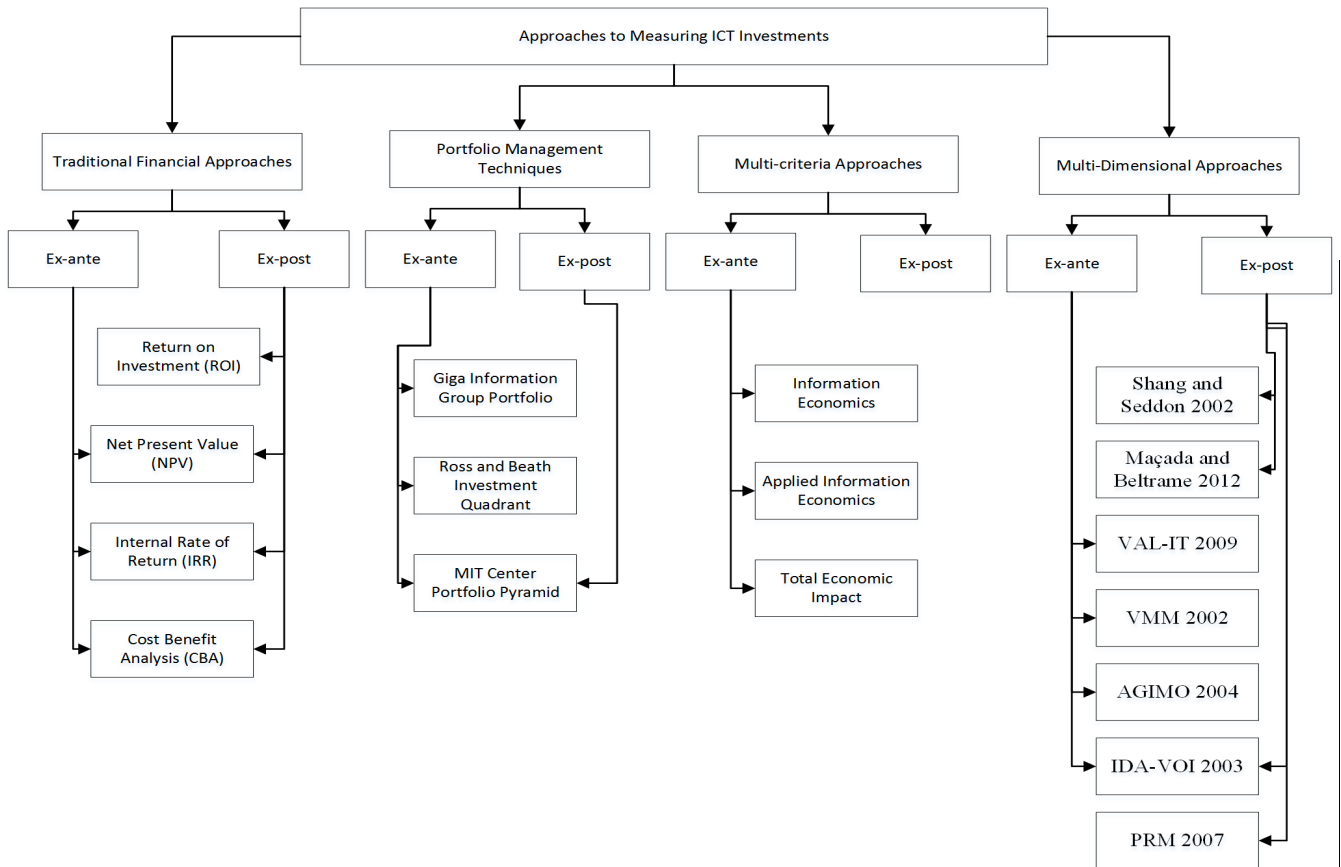 Approaches to Measuring ICT Investments
Traditional Financial Approaches
Portfolio Management
Techniques
Multi-criteria Approaches
Multi-Dimensional Approaches
Ex-ante
Ex-post
Ex-ante
Ex-post
Ex-ante
Ex-post
Ex-ante
Ex-post
Return on
Investment (ROI)
Net Present Value
(NPV)
Internal Rate of
Return (IRR)
Cost Benefit
Analysis (CBA)
Giga Information
Group Portfolio
Ross and Beath
Investment
Quadrant
MIT Center
Portfolio Pyramid
Information
Economics
Applied Information
Economics
Total Economic
Impact
Shang and
Seddon 2002
Maçada and
Beltrame 2012
VAL-IT 2009
VMM 2002
AGIMO 2004
IDA-VOI 2003
PRM 2007